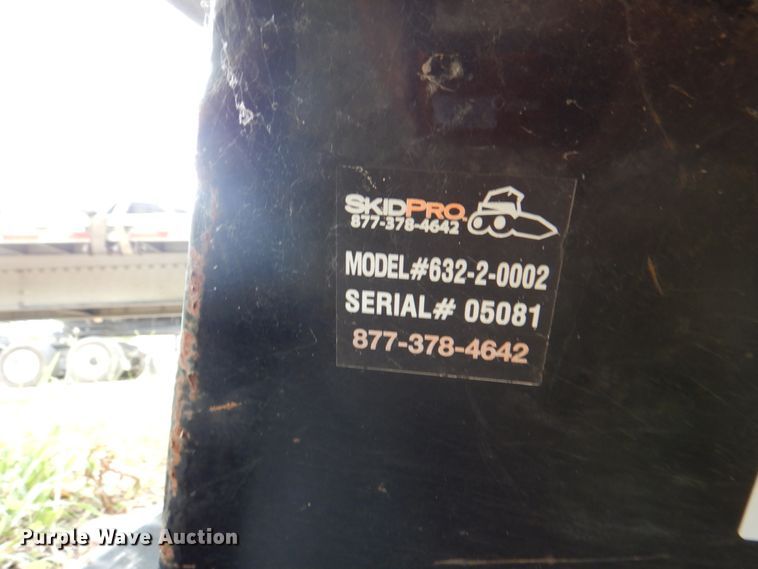 SKIDPRO
877-378-4642
MODEL#632-2-0002
SERIAL# 05081
877-378-4642
Purple Wave Auction